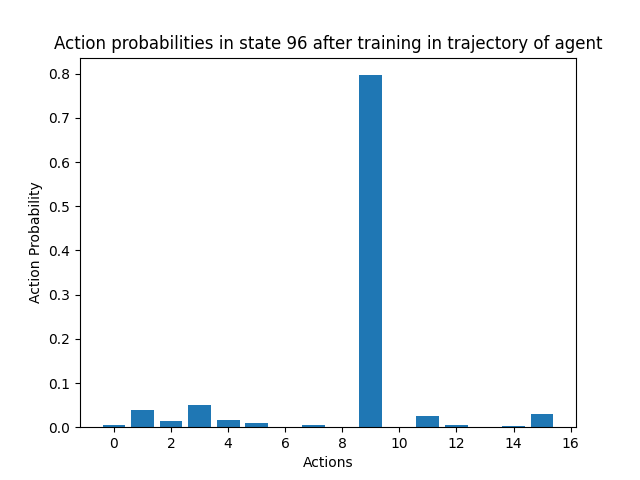 Action probabilities in state 96 after training in trajectory of agent
0.8
0.7
0.6
0.5
0.4
0.3
0.2
0.1
0.0
Action Probability
0 2 4 6 8 10 12 14 16
Actions